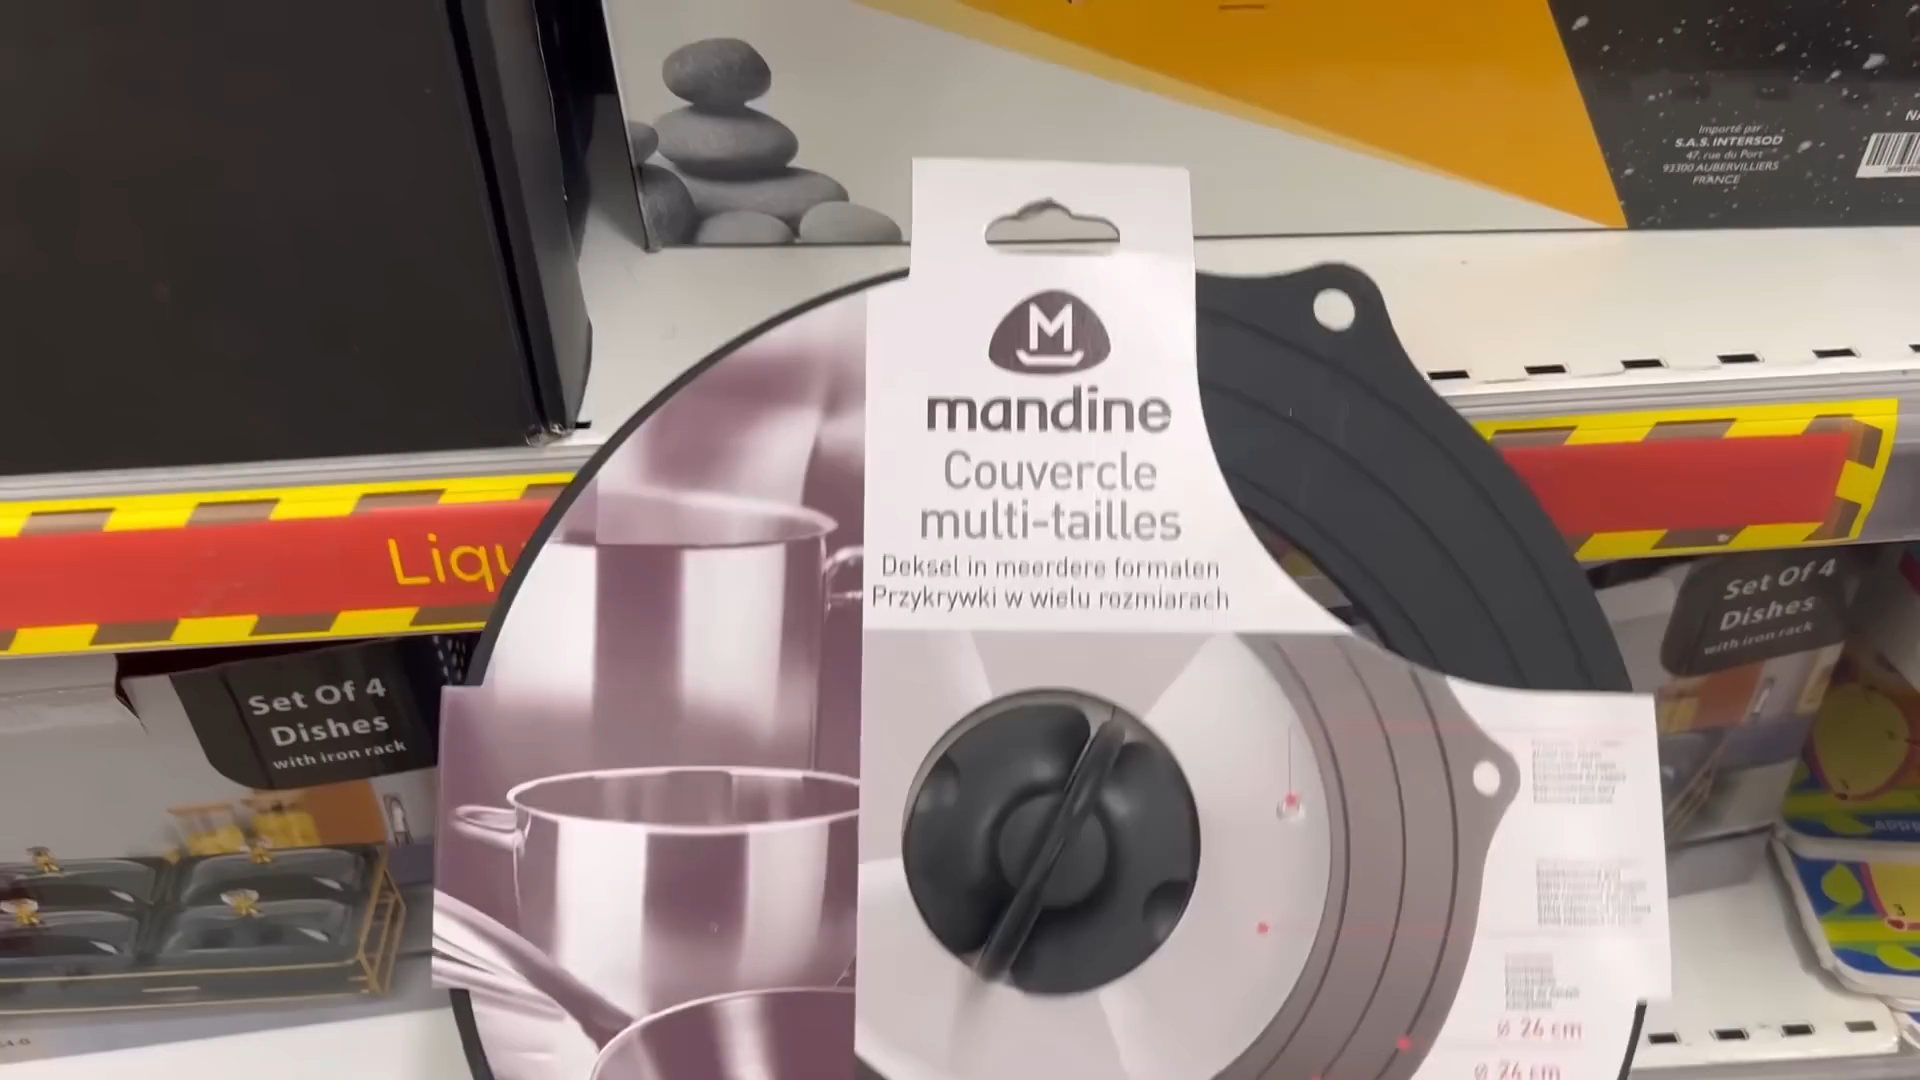 Importé par :
S.A.S. INTERSOD
47, rue du Port
93300 AUBERVILLIERS
FRANCE
M
mandine
Couvercle
multi-tailles
Deksel in meerdere formaten
Przykrywki w wielu rozmiarach
Liqu
Set Of 4
Dishes
with iron rack
Set Of 4
Dishes
with iron rack
ø 26 cm
ø 24 cm